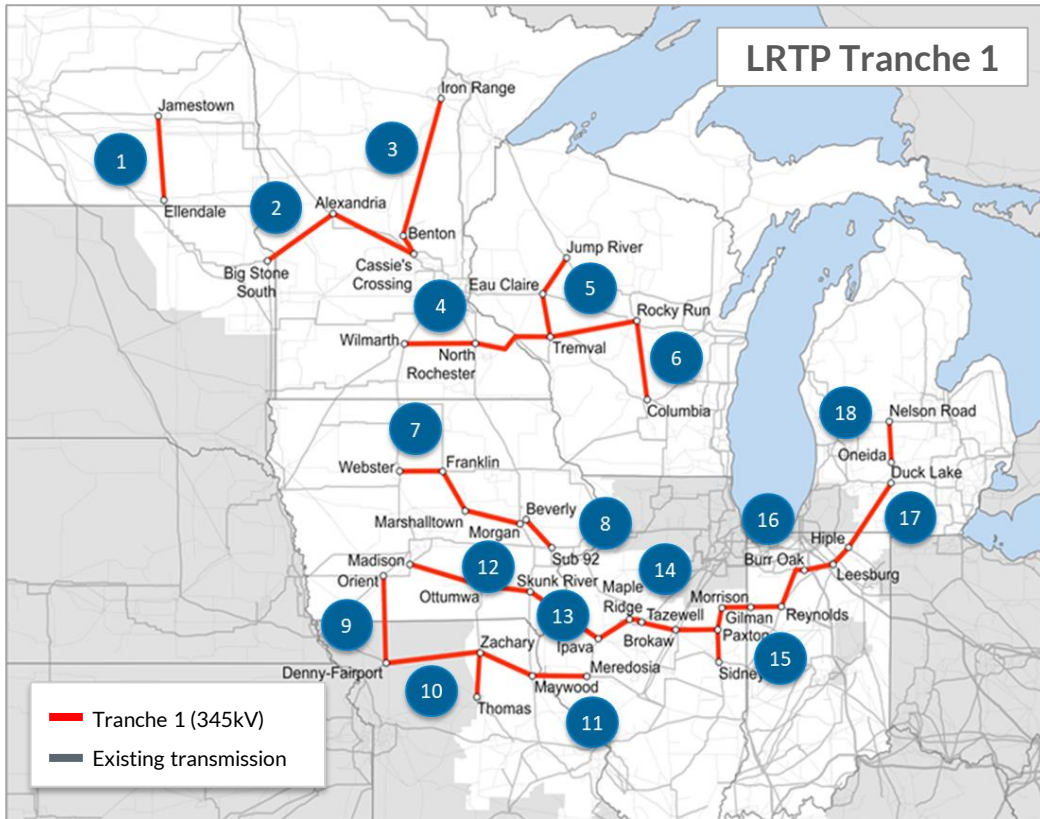 LRTP Tranche 1
Iron Range
Jamestown
3
1
Ellendale
2
Alexandria
Benton
Big Stone
South
Cassie's
Crossing
Jump River
Eau Claire
5
4
Rocky Run
Wilmarth
North
Rochester
Tremval
6
Columbia
18
Nelson Road
Oneida
Duck Lake
7
Webster
Franklin
Marshalltown
Morgan
Beverly
8
Sub 92
16
17
Hiple
Burr Oak
Leesburg
Madison
Orient
12
Ottumwa
Skunk River
14
Maple
Ridge
Tazewell
Morrison
Gilman
Reynolds
9
13
Ipava
Brokaw
Paxton
Sidney
15
Zachary
Denny-Fairport
10
Thomas
Maywood
Meredosia
11
Tranche 1 (345kV)
Existing transmission